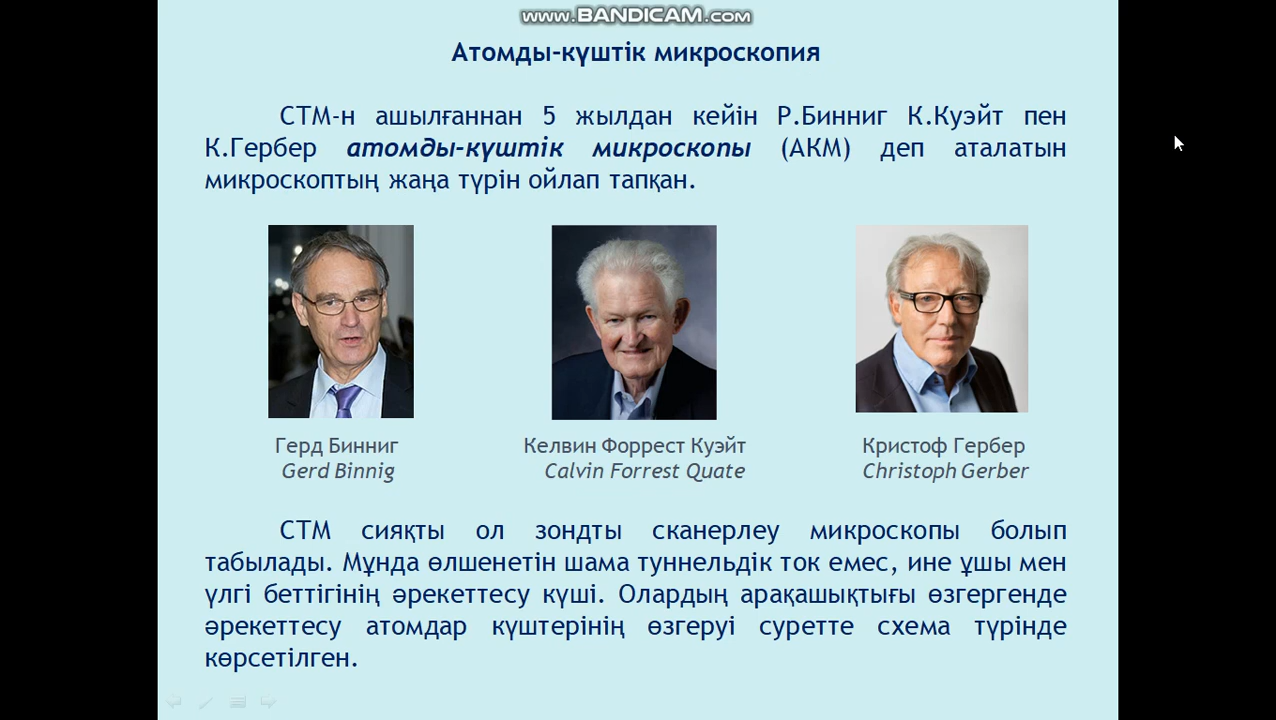 www.BANDICAM.com
Атомды-күштік микроскопия
СТМ-н ашылғаннан 5 жылдан кейін Р.Бинниг К.Куэйт пен
К.Гербер атомды-күштік микроскопы (АКМ) деп аталатын
микроскоптың жаңа түрін ойлап тапқан.
Герд Бинниг
Gerd Binnig
Келвин Форрест Куэйт
Calvin Forrest Quate
Кристоф Гербер
Christoph Gerber
СТМ сияқты ол зондты сканерлеу микроскопы болып
табылады. Мұнда өлшенетін шама туннельдік ток емес, ине ұшы мен
үлгі беттігінің әрекеттесу күші. Олардың арақашықтығы өзгергенде
әрекеттесу атомдар күштерінің өзгеруі суретте схема түрінде
көрсетілген.